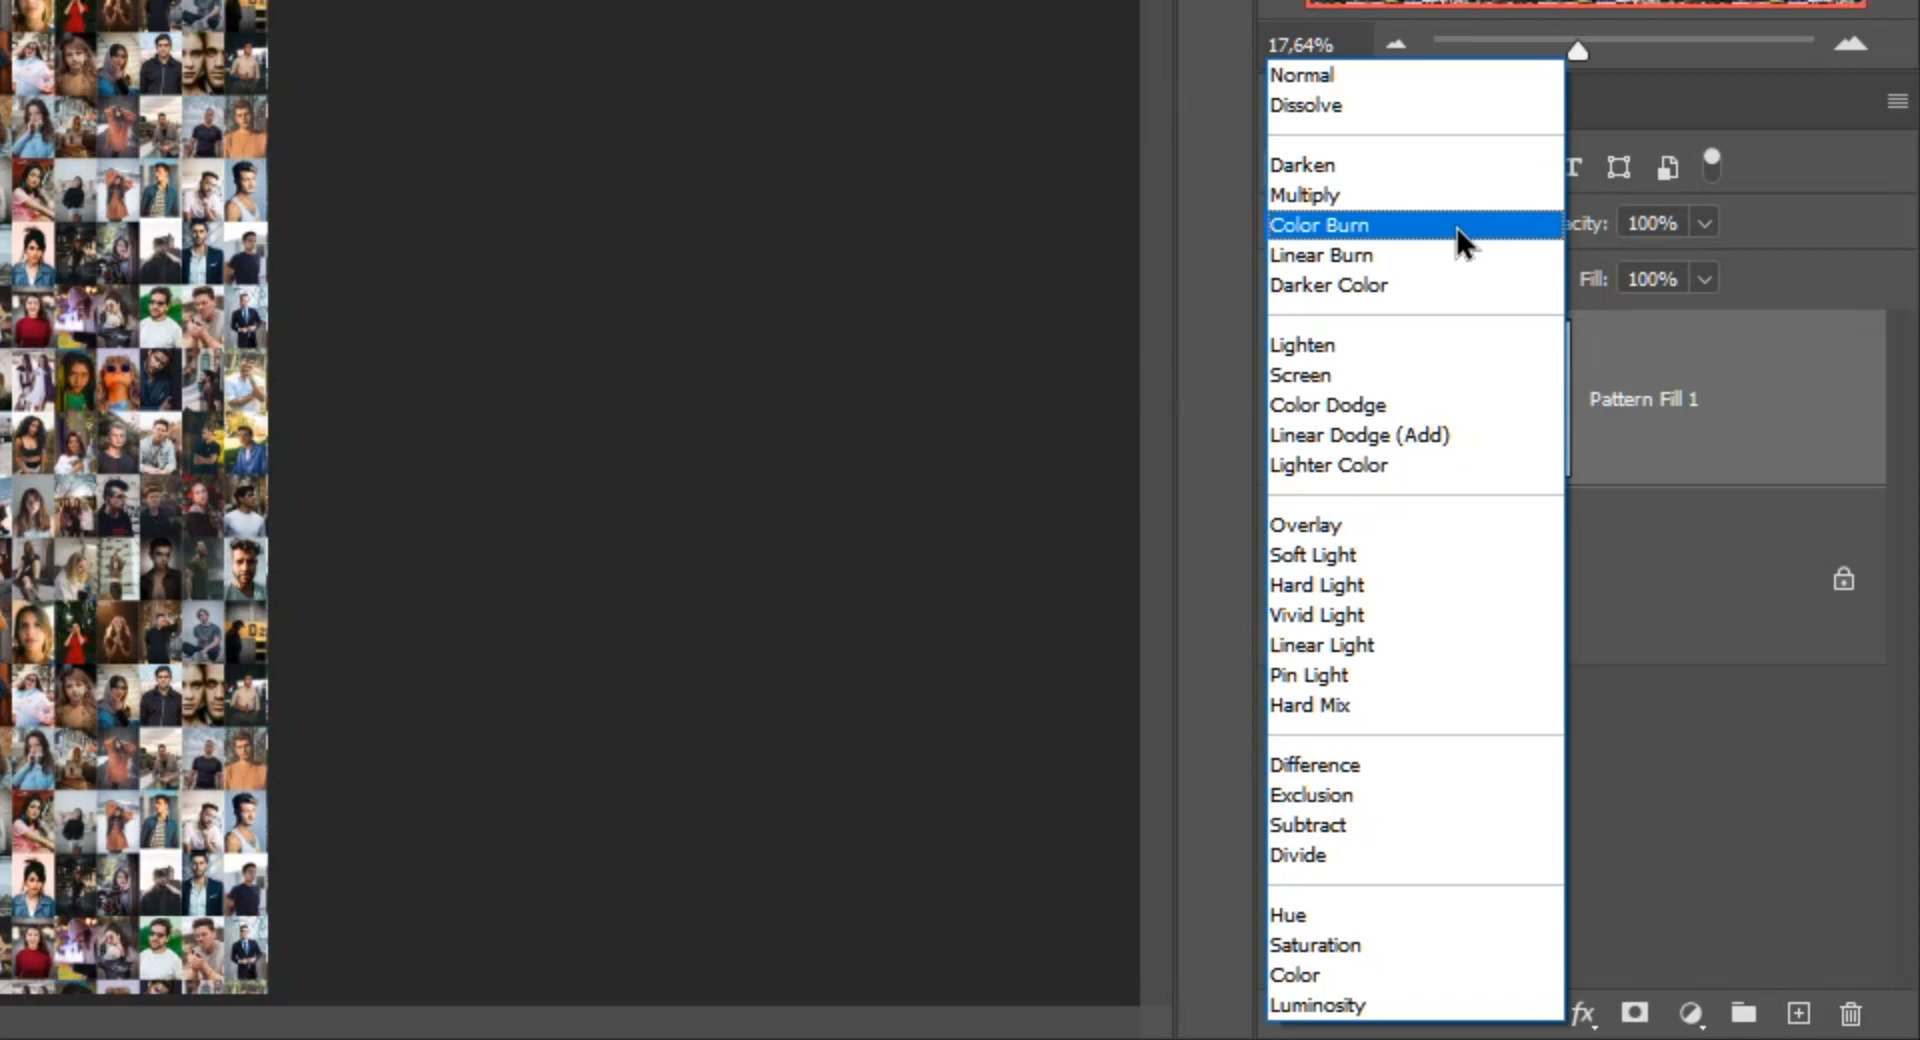 17,64%
Normal
Dissolve
Darken
Multiply
Color Burn
Linear Burn
Darker Color
Lighten
Screen
Color Dodge
Linear Dodge (Add)
Lighter Color
Overlay
Soft Light
Hard Light
Vivid Light
Linear Light
Pin Light
Hard Mix
Difference
Exclusion
Subtract
Divide
Hue
Saturation
Color
Luminosity
T
acity: 100%
Fill: 100%
Pattern Fill 1
fx